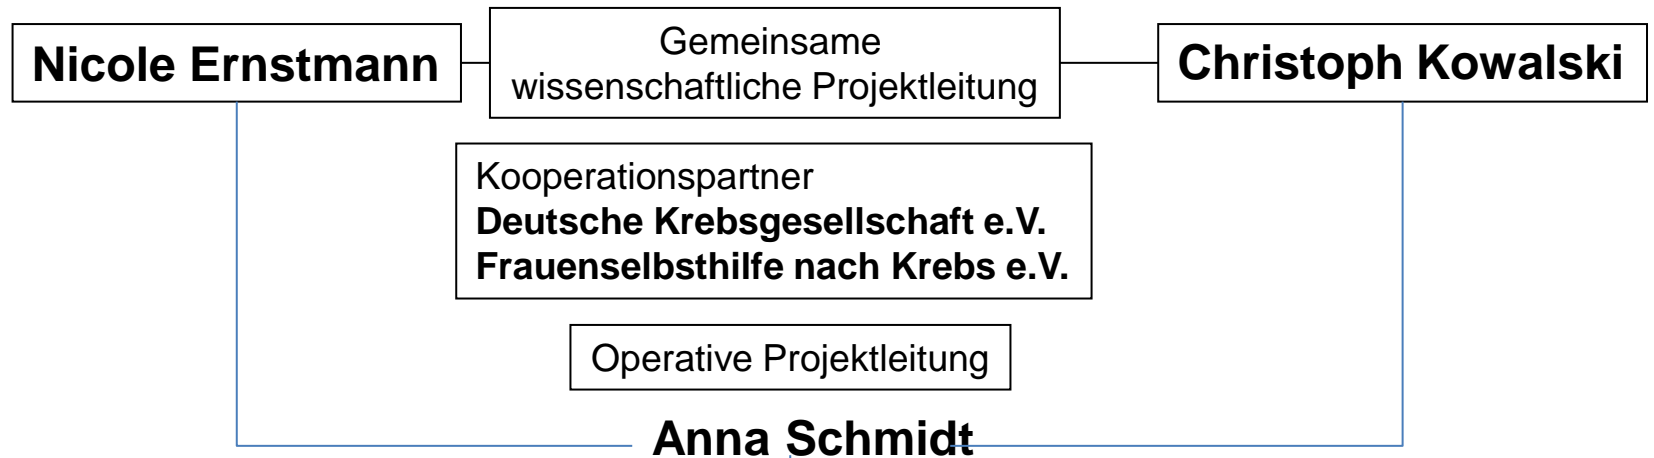 Nicole Ernstmann
Gemeinsame
wissenschaftliche Projektleitung
Christoph Kowalski
Kooperationspartner
Deutsche Krebsgesellschaft e.V.
Frauenselbsthilfe nach Krebs e.V.
Operative Projektleitung
Anna Schmidt